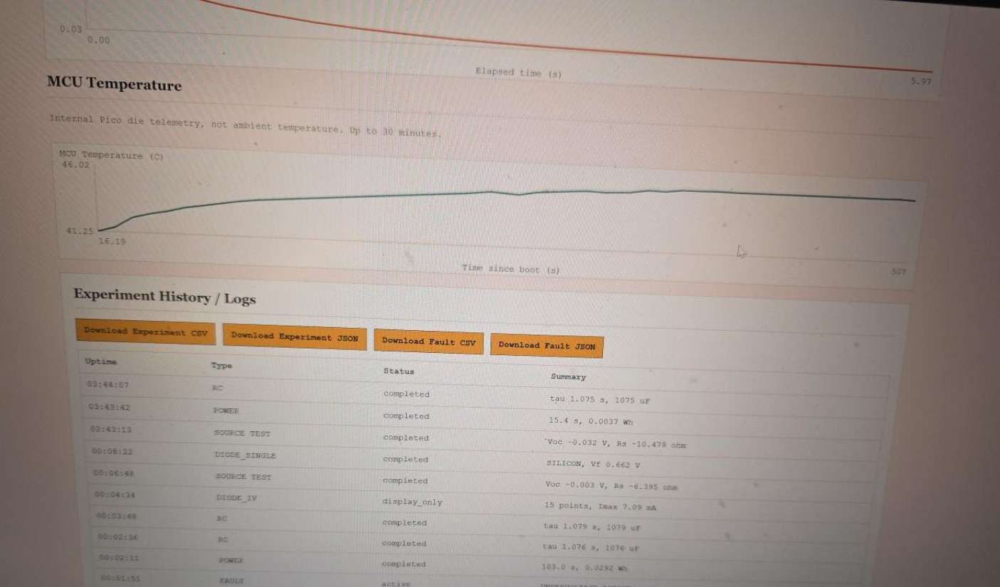 0.03
0.00
Elapsed time (s)
5.97
MCU Temperature
Internal Pico die telemetry, not ambient temperature. Up to 30 minutes.
MCU Temperature (C)
46.02
41.25
16.19
Time since boot (s)
507
Experiment History / Logs
Download Experiment CSV Download Experiment JSON Download Fault CSV Download Fault JSON
Uptime Type Status Summary
03:44:07 RC completed tau 1.075 s, 1075 uF
03:43:42 POWER completed 15.4 s, 0.0037 Wh
03:43:13 SOURCE TEST completed 'Voc -0.032 V, Rs -10.479 ohm
00:08:22 DIODE_SINGLE completed SILICON, Vf 0.662 V
00:06:48 SOURCE TEST completed Voc -0.003 V, Rs -6.395 ohm
00:04:34 DIODE_IV display_only 15 points, Imax 7.09 mA
00:03:48 RC completed tau 1.079 s, 1079 uF
00:02:36 RC completed tau 1.076 s, 1076 uF
00:02:11 POWER completed 103.0 s, 0.0292 Wh
00:01:51 FAULT active